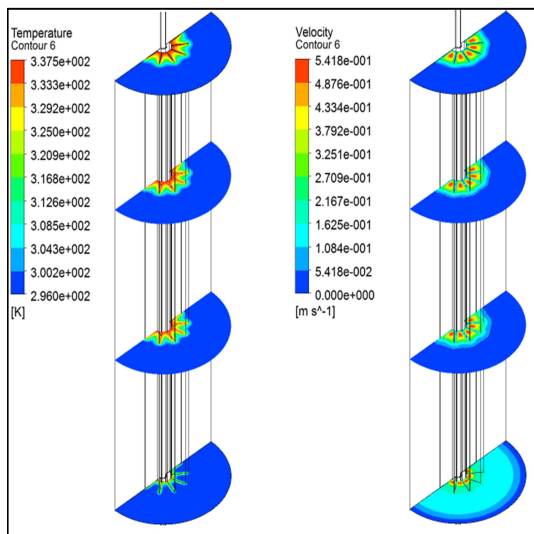 Temperature
Contour 6
3.375e+002
3.333e+002
3.292e+002
3.250e+002
3.209e+002
3.168e+002
3.126e+002
3.085e+002
3.043e+002
3.002e+002
2.960e+002
[K]
Velocity
Contour 6
5.418e-001
4.876e-001
4.334e-001
3.792e-001
3.251e-001
2.709e-001
2.167e-001
1.625e-001
1.084e-001
5.418e-002
0.000e+000
[m s^-1]